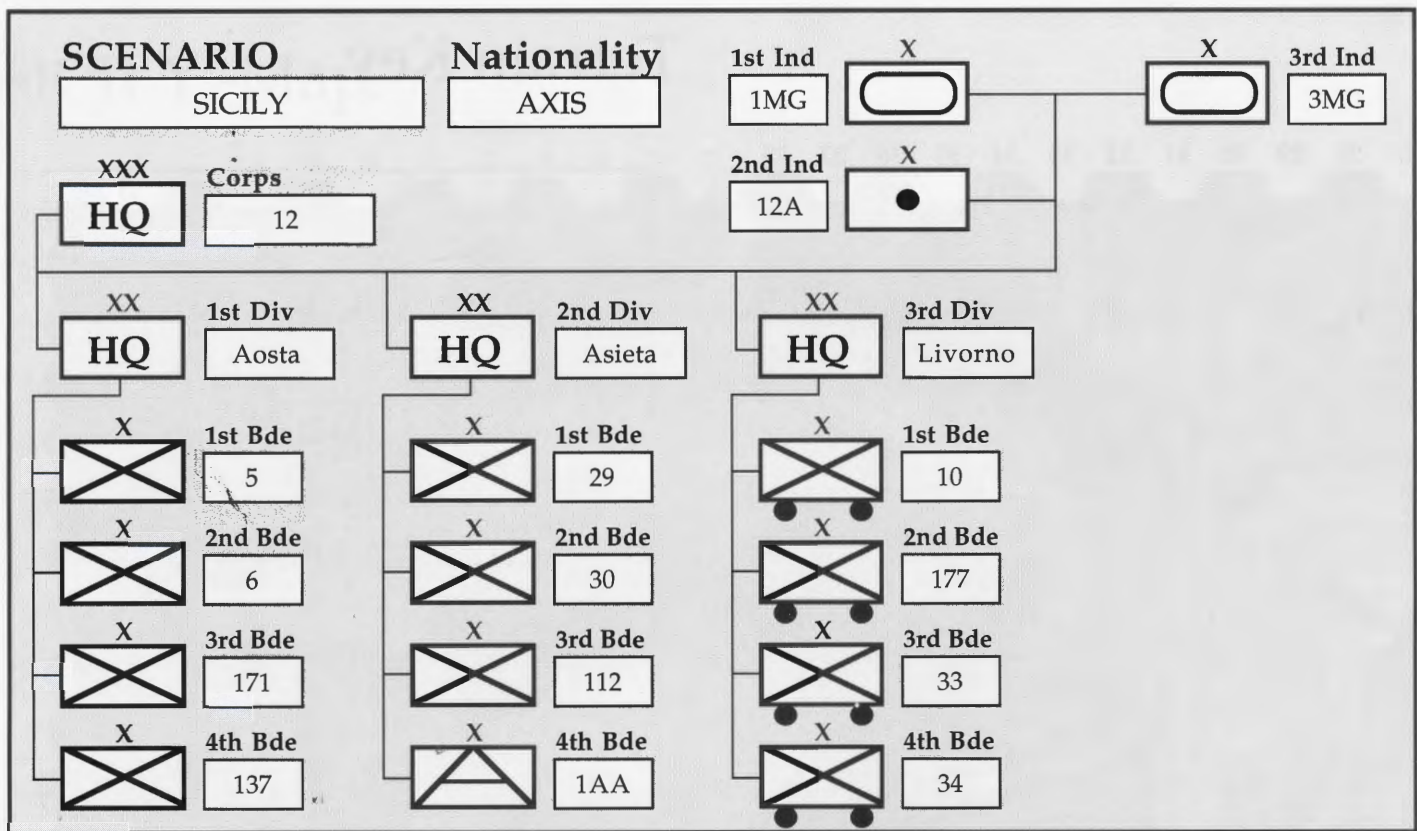 SCENARIO
SICILY
Nationality
AXIS
1st Ind
1MG
X
X
3rd Ind
3MG
2nd Ind
12A
X
XXX
HQ
Corps
12
XX
HQ
1st Div
Aosta
XX
HQ
2nd Div
Asieta
XX
HQ
3rd Div
Livorno
X
1st Bde
5
X
1st Bde
29
X
1st Bde
10
X
2nd Bde
6
X
2nd Bde
30
X
2nd Bde
177
X
3rd Bde
171
X
3rd Bde
112
X
3rd Bde
33
X
4th Bde
137
X
4th Bde
1AA
X
4th Bde
34